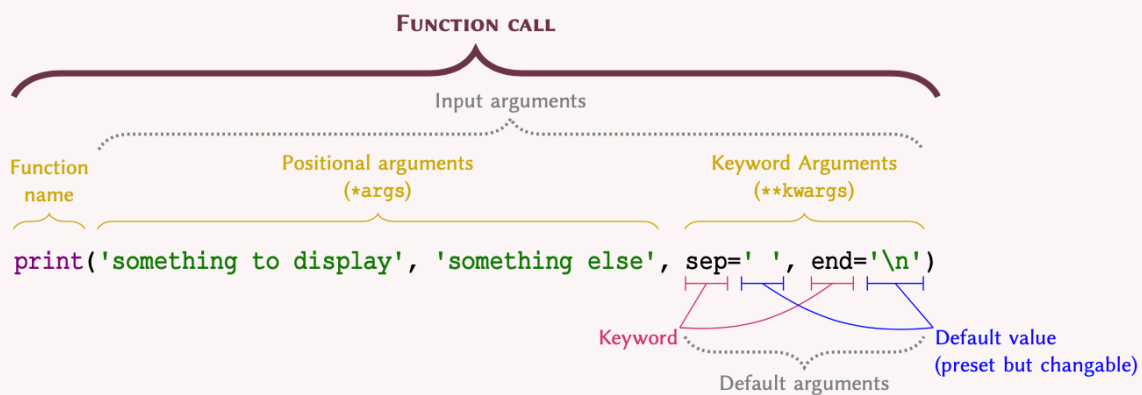 FUNCTION CALL
Input arguments
Function
name
Positional arguments
(*args)
Keyword Arguments
(**kwargs)
print('something to display', 'something else', sep=' ', end='\n')
Keyword
Default value
(preset but changable)
Default arguments